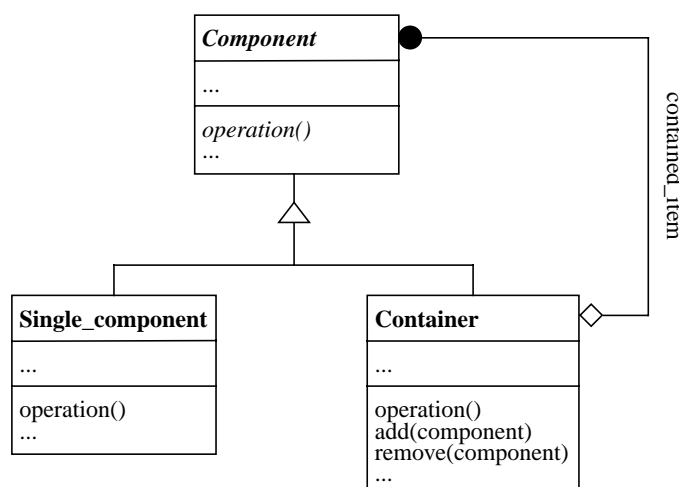 Component
...
operation()
...
contained_item
Single_component
...
operation()
...
Container
...
operation()
add(component)
remove(component)
...